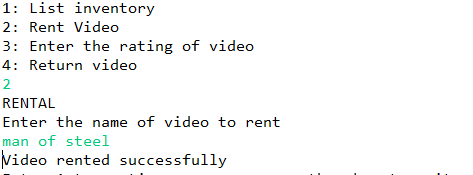 1: List inventory
2: Rent Video
3: Enter the rating of video
4: Return video
2
RENTAL
Enter the name of video to rent
man of steel
Video rented successfully